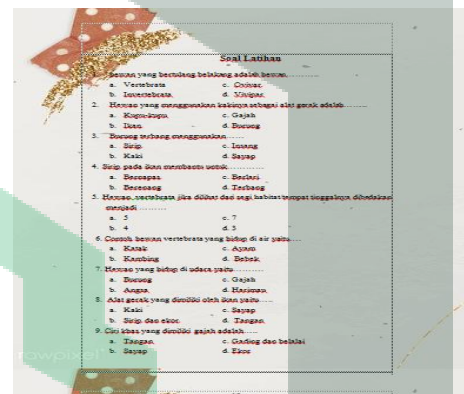 Soal Latihan
1. hewan yang bertulang belakang adalah hewan...........
a. Vertebrata c. Ovivar
b. Invertebrata d. Vivipar
2. Hewan yang menggunakan kakinya sebagai alat gerak adalah........
a. Kupu-kupu c. Gajah
b. Ikan d. Burung
3. Burung terbang menggunakan......
a. Sirip c. Insang
b. Kaki d. Sayap
4. Sirip pada ikan membantu untuk..........
a. Bernapas c. Berlari
b. Berenang d. Terbang
5. Hewan vertebrata jika dilihat dari segi habitat/tempat tinggalnya dibedakan
menjadi...........
a. 5 c. 7
b. 4 d. 3
6. Contoh hewan vertebrata yang hidup di air yaitu....
a. Katak c. Ayam
b. Kambing d. Bebek
7. Hewan yang hidup di udara yaitu..........
a. Burung c. Gajah
b. Angsa d. Harimau
8. Alat gerak yang dimiliki oleh ikan yaitu......
a. Kaki c. Sayap
b. Sirip dan ekor d. Tangan
9. Ciri khas yang dimiliki gajah adalah......
a. Tangan c. Gading dan belalai
b. Sayap d. Ekor
rawpixel